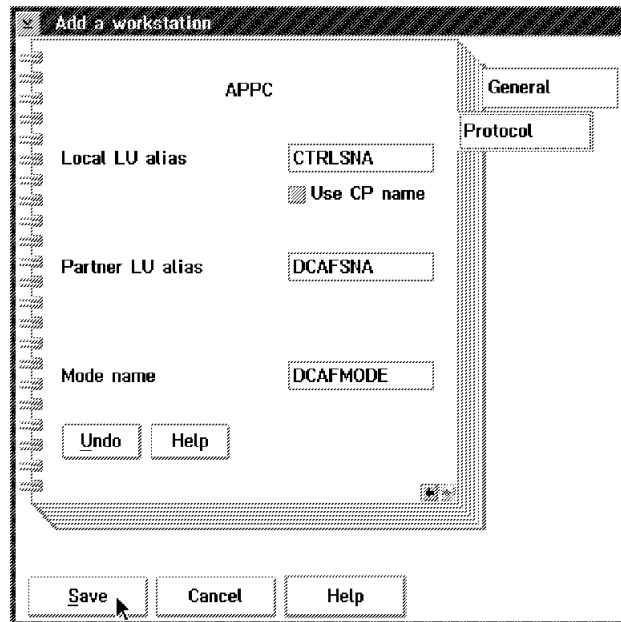 Add a workstation
APPC
General
Protocol
Local LU alias
CTRLSNA
Use CP name
Partner LU alias
DCAFSNA
Mode name
DCAFMODE
Undo
Help
Save
Cancel
Help